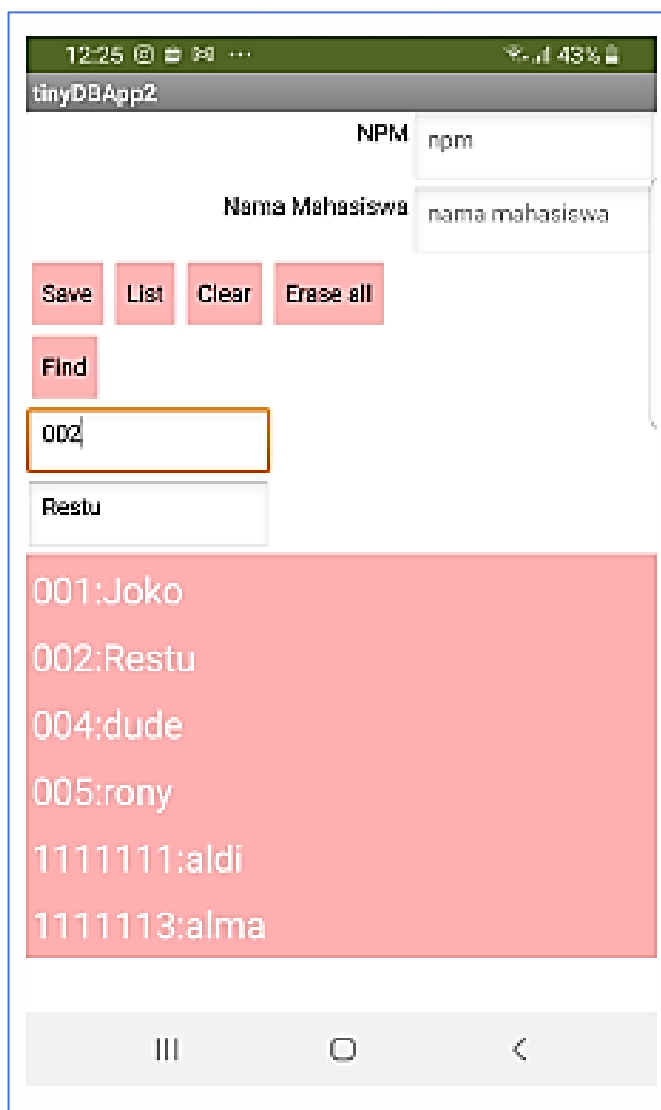 12:25 43%
tinyDBApp2
NPM npm
Nama Mahasiswa nama mahasiswa
Save List Clear Erase all
Find
002
Restu
001:Joko
002:Restu
004:dude
005:rony
1111111:aldi
1111113:alma